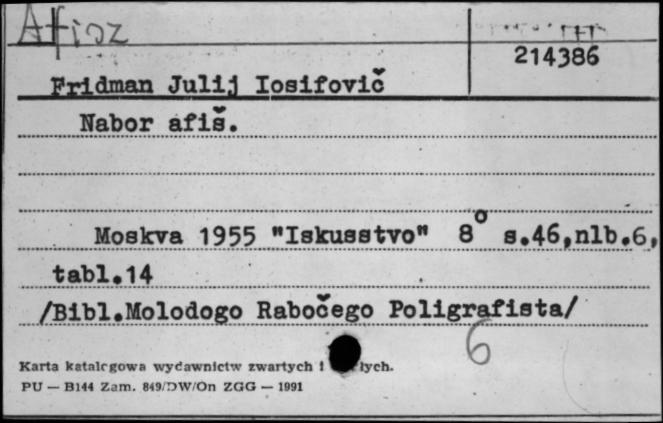 Afisz
214386
Fridman Julij Iosifovič
Nabor afiš.
Moskva 1955 "Iskusstvo" 8° s.46,nlb.6,
tabl.14
/Bibl.Molodogo Rabočego Poligrafista/
6
Karta katalogowa wydawnictw zwartych i łych.
PU — B144 Zam. 849/DW/On ZGG — 1991